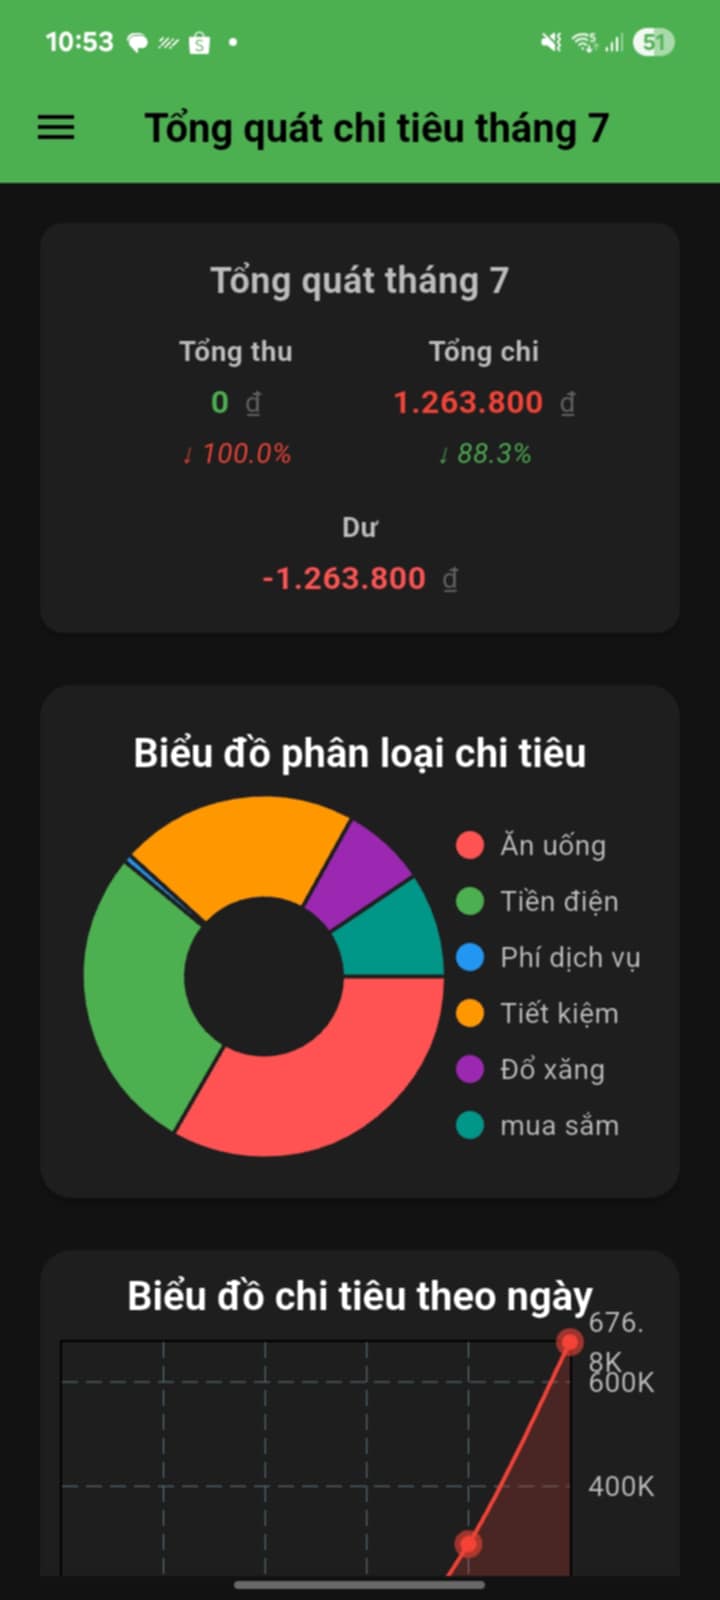 10:53
51
Tổng quát chi tiêu tháng 7
Tổng quát tháng 7
Tổng thu Tổng chi
0 đ 1.263.800 đ
↓ 100.0% ↓ 88.3%
Dư
-1.263.800 đ
Biểu đồ phân loại chi tiêu
Ăn uống
Tiền điện
Phí dịch vụ
Tiết kiệm
Đổ xăng
mua sắm
Biểu đồ chi tiêu theo ngày
676.
8K
600K
400K